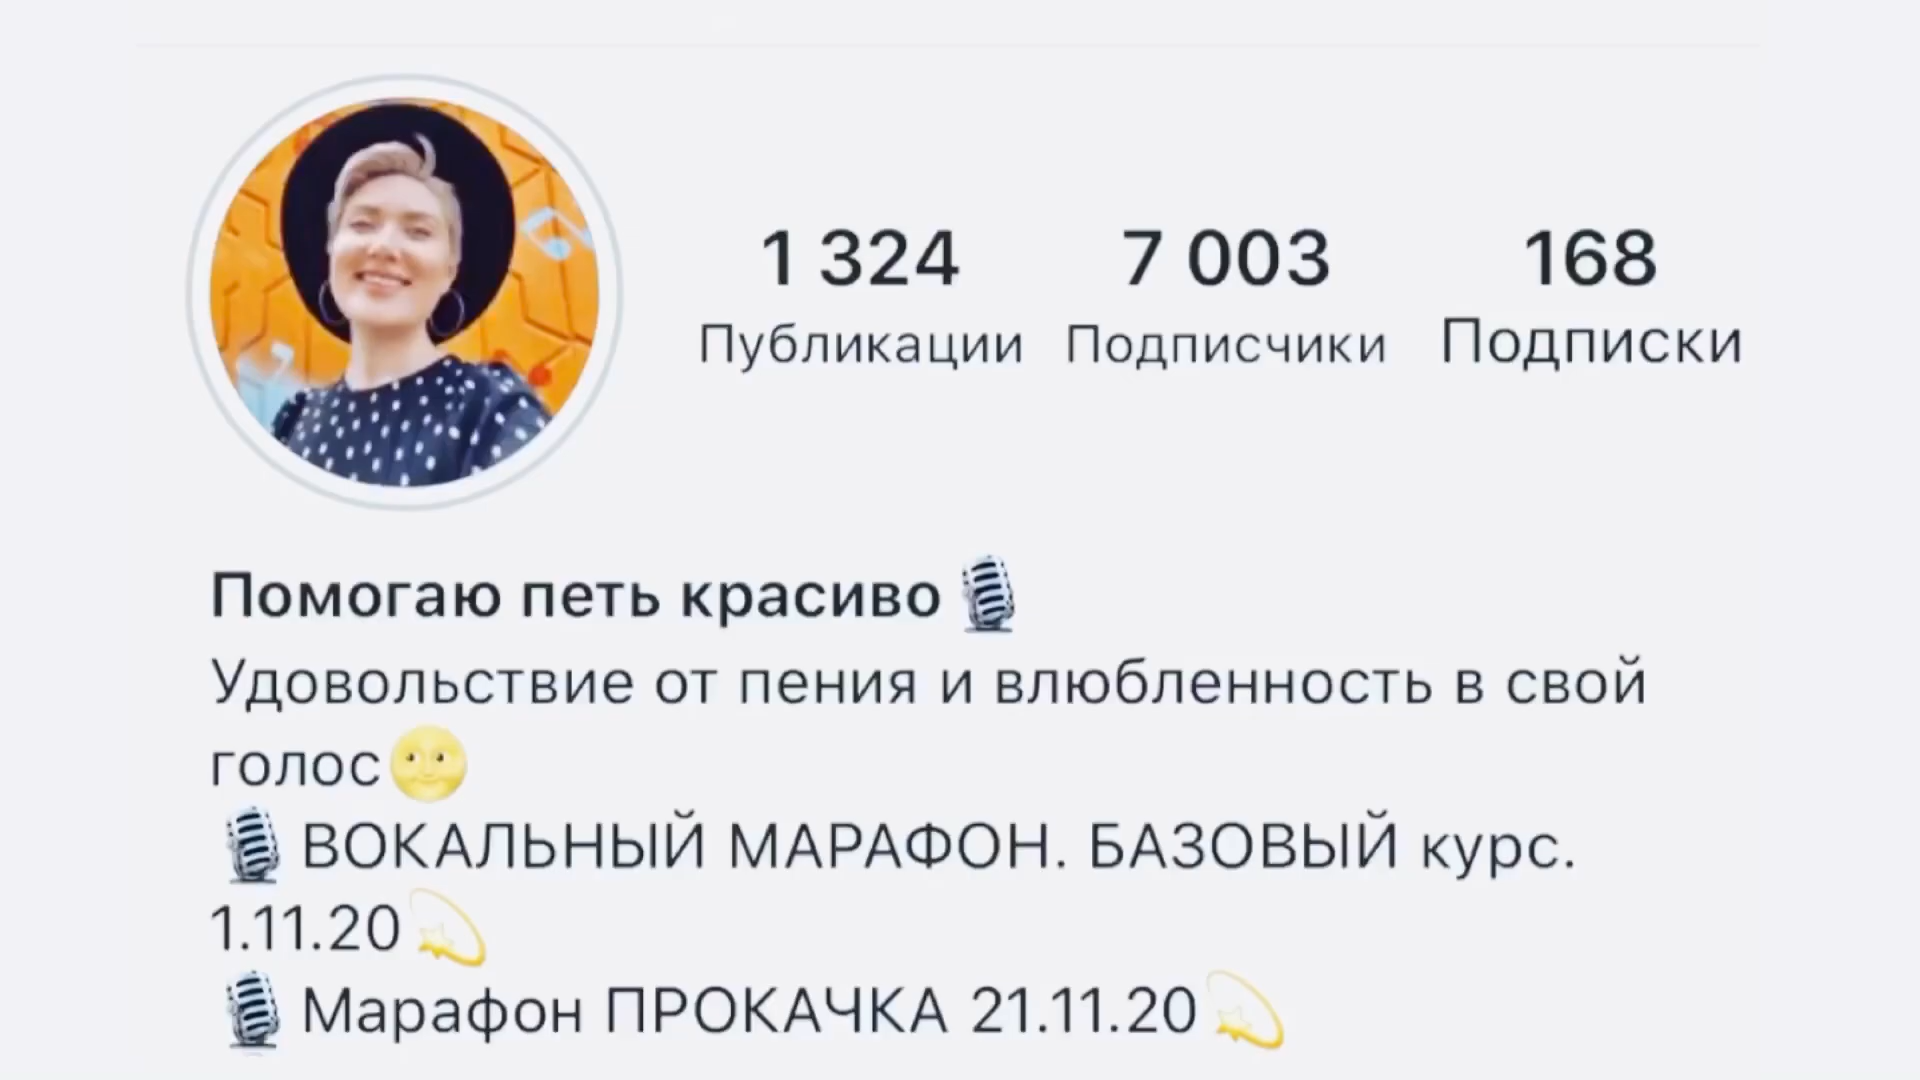 1 324 7 003 168
Публикации Подписчики Подписки
Помогаю петь красиво🎙
Удовольствие от пения и влюбленность в свой
голос🌝
🎙ВОКАЛЬНЫЙ МАРАФОН. БАЗОВЫЙ курс.
1.11.20💫
🎙Марафон ПРОКАЧКА 21.11.20💫